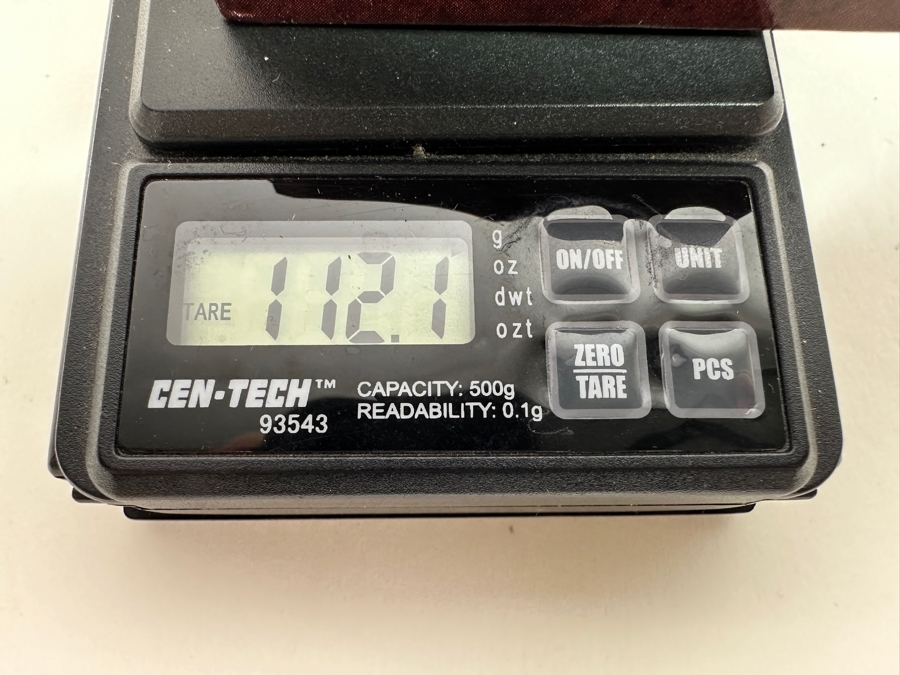 g
oz
dwt
ozt
TARE 112.1
ON/OFF
UNIT
ZERO
TARE
PCS
CEN-TECH™
93543
CAPACITY: 500g
READABILITY: 0.1g